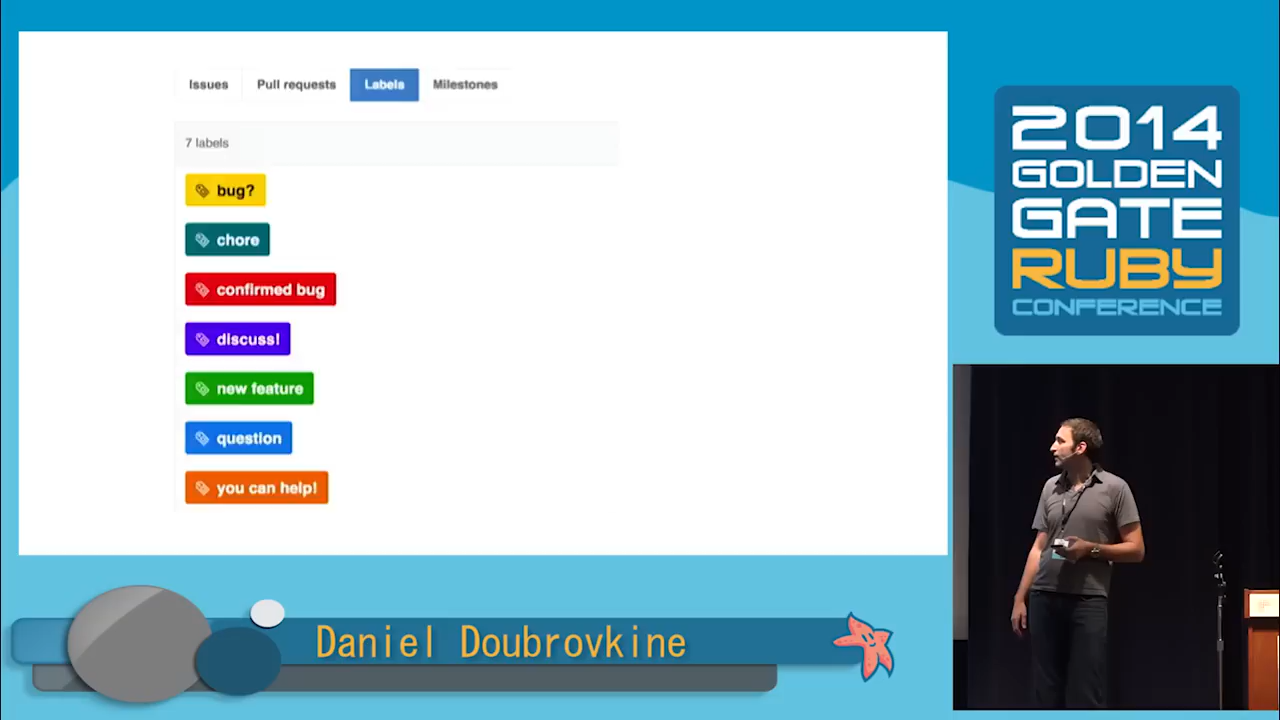 Issues Pull requests Labels Milestones
7 labels
bug?
chore
confirmed bug
discuss!
new feature
question
you can help!
2014
GOLDEN
GATE
RUBY
CONFERENCE
Daniel Doubrovkine